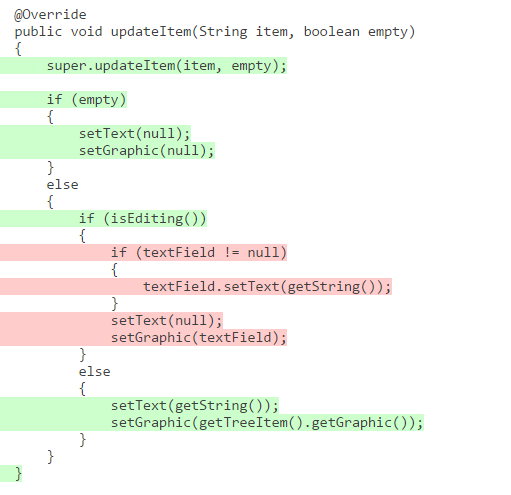 @Override
public void updateItem(String item, boolean empty)
{
    super.updateItem(item, empty);

    if (empty)
    {
        setText(null);
        setGraphic(null);
    }
    else
    {
        if (isEditing())
        {
            if (textField != null)
            {
                textField.setText(getString());
            }
            setText(null);
            setGraphic(textField);
        }
        else
        {
            setText(getString());
            setGraphic(getTreeItem().getGraphic());
        }
    }
}